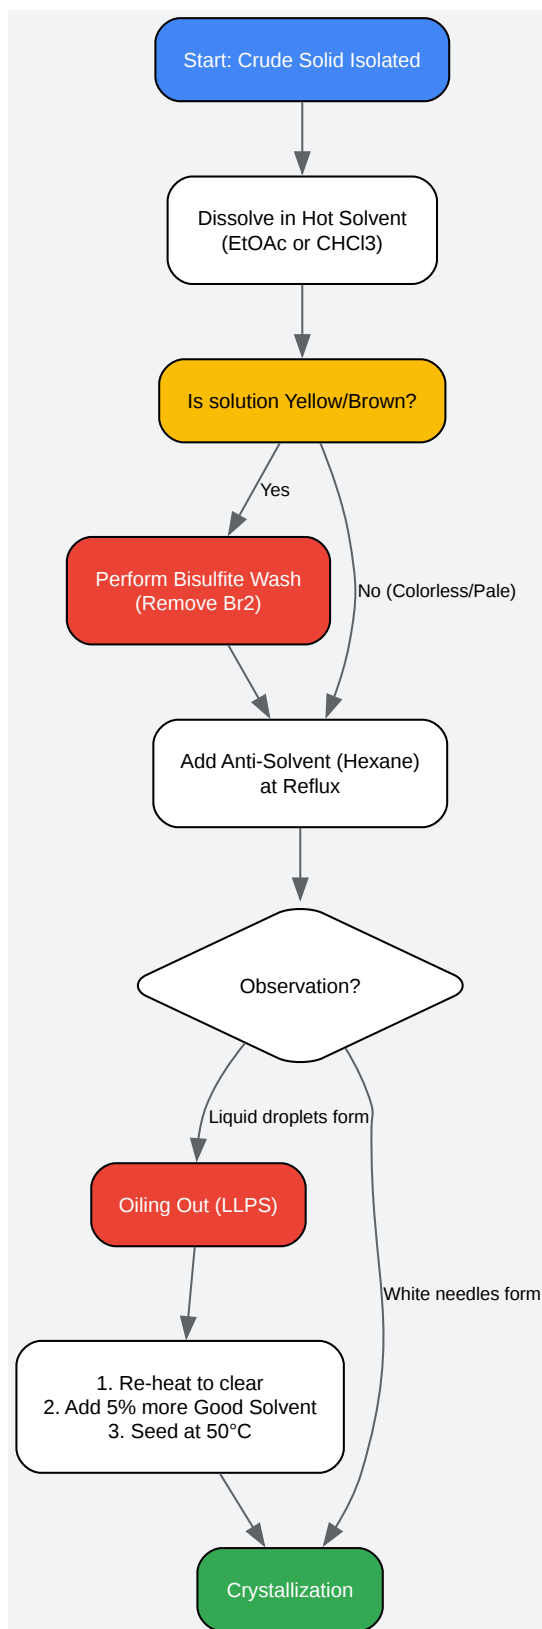 Start: Crude Solid Isolated
Dissolve in Hot Solvent
(EtOAc or CHCl3)
Is solution Yellow/Brown?
Yes
Perform Bisulfite Wash
(Remove Br2)
No (Colorless/Pale)
Add Anti-Solvent (Hexane)
at Reflux
Observation?
Liquid droplets form
Oiling Out (LLPS)
White needles form
1. Re-heat to clear
2. Add 5% more Good Solvent
3. Seed at 50°C
Crystallization